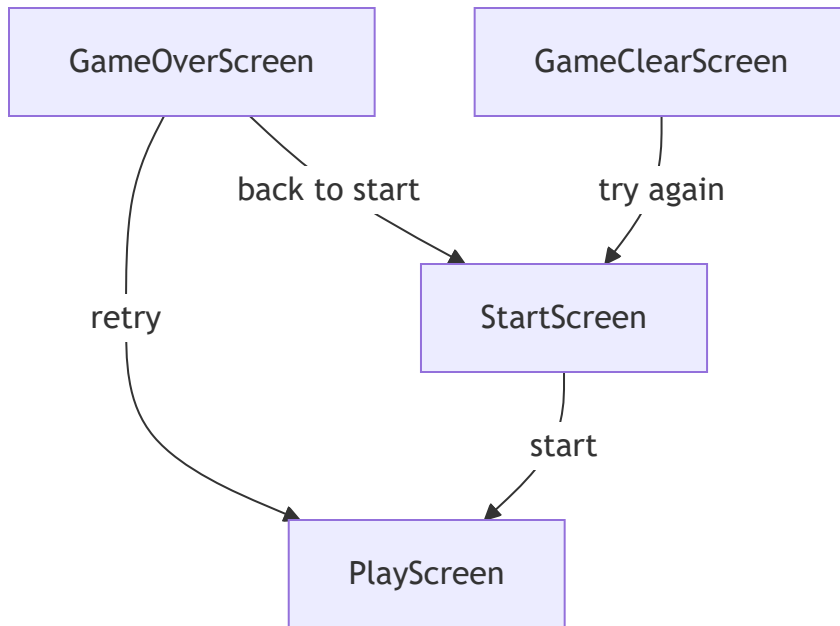 GameOverScreen
GameClearScreen
back to start
try again
retry
StartScreen
start
PlayScreen